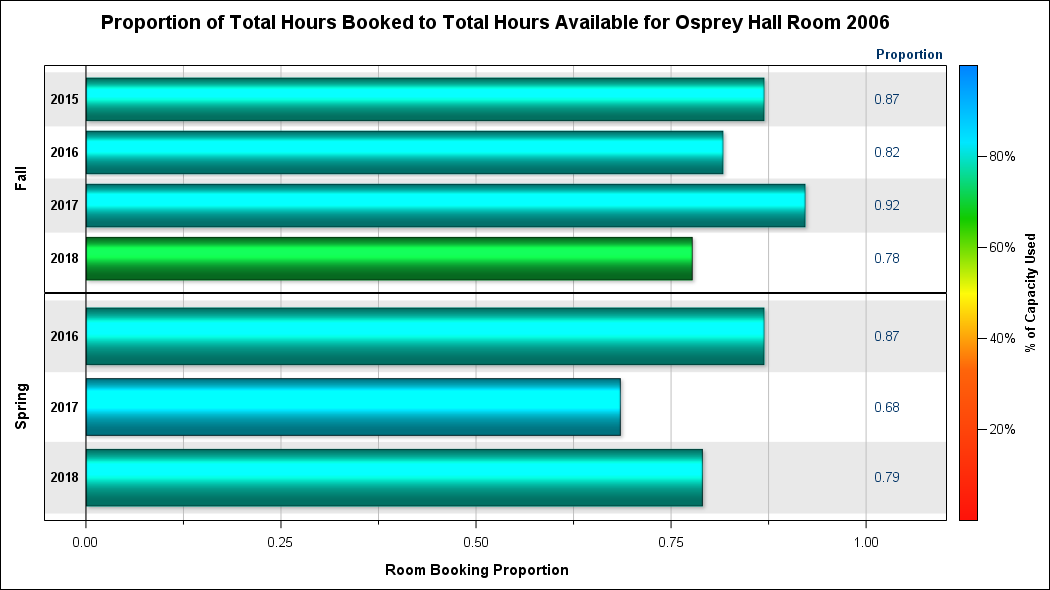 Proportion of Total Hours Booked to Total Hours Available for Osprey Hall Room 2006
Proportion
Fall
2015 0.87
2016 0.82
2017 0.92
2018 0.78
Spring
2016 0.87
2017 0.68
2018 0.79
0.00 0.25 0.50 0.75 1.00
Room Booking Proportion
80%
60%
40%
20%
% of Capacity Used